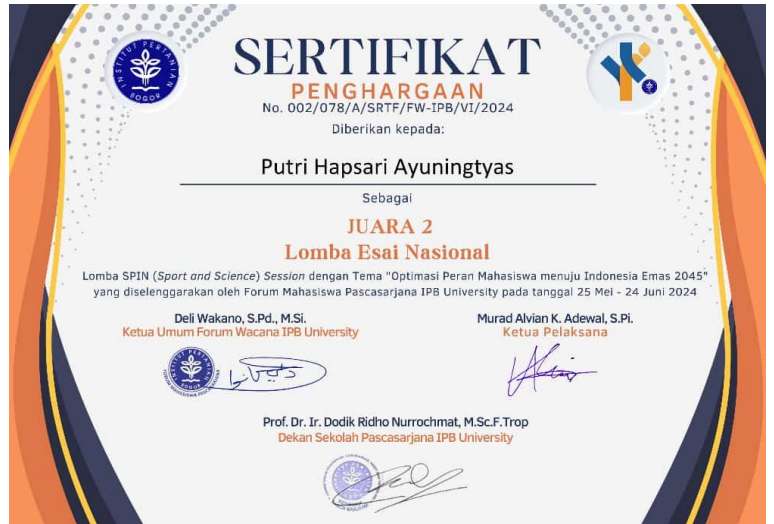 INSTITUT PERTANIAN
BOGOR
SERTIFIKAT
PENGHARGAAN
No. 002/078/A/SRTF/FW-IPB/VI/2024
Diberikan kepada:
Putri Hapsari Ayuningtyas
Sebagai
JUARA 2
Lomba Esai Nasional
Lomba SPIN (Sport and Science) Session dengan Tema "Optimasi Peran Mahasiswa menuju Indonesia Emas 2045"
yang diselenggarakan oleh Forum Mahasiswa Pascasarjana IPB University pada tanggal 25 Mei - 24 Juni 2024
Deli Wakano, S.Pd., M.Si.
Ketua Umum Forum Wacana IPB University
Murad Alvian K. Adewal, S.Pi.
Ketua Pelaksana
Prof. Dr. Ir. Dodik Ridho Nurrochmat, M.Sc.F.Trop
Dekan Sekolah Pascasarjana IPB University